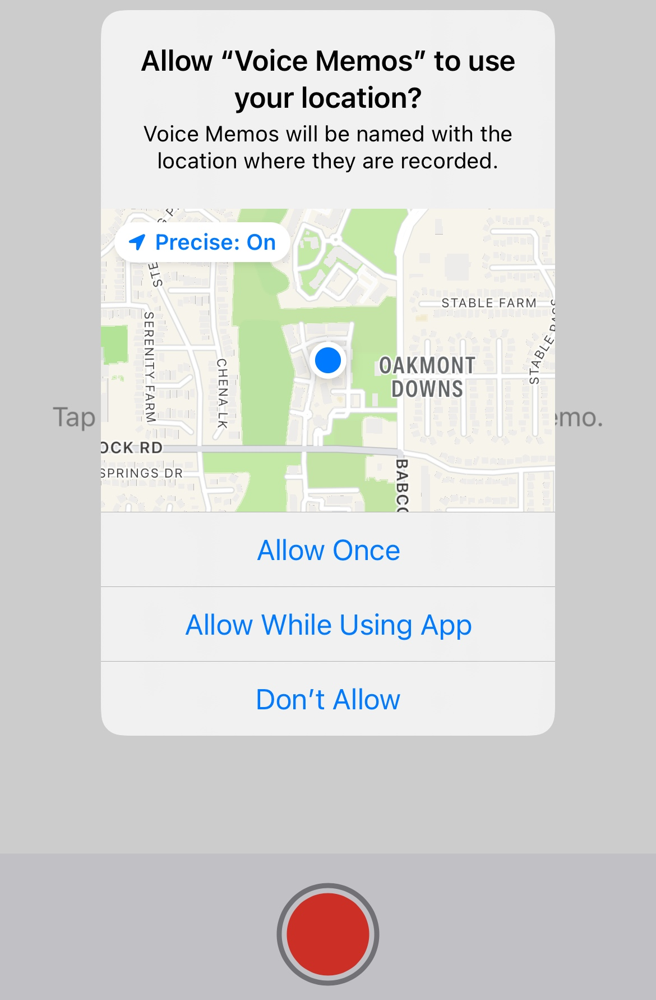 Allow “Voice Memos” to use
your location?
Voice Memos will be named with the
location where they are recorded.
Precise: On
STABLE FARM
SERENITY FARM
CHENA LK
OAKMONT
DOWNS
STABLE
Tap
emo.
OCK RD
SPRINGS DR
BABCO
Allow Once
Allow While Using App
Don’t Allow